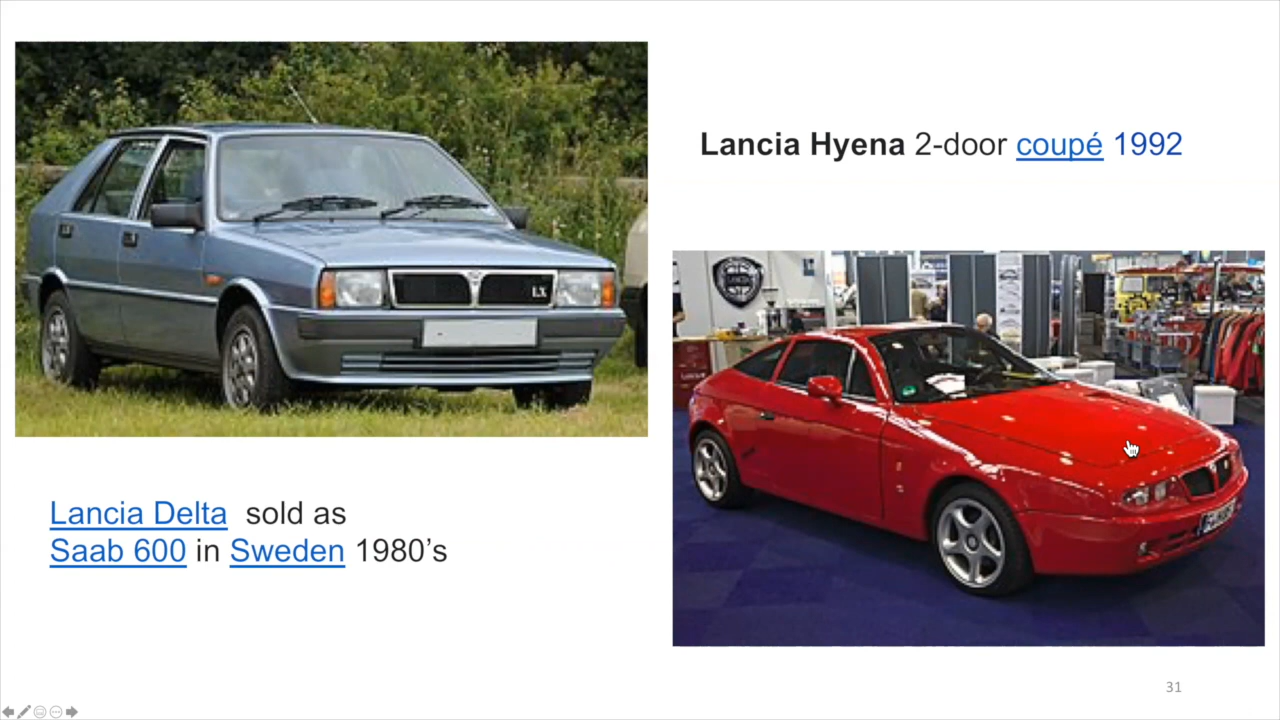 Lancia Hyena 2-door coupé 1992
LX
Lancia Delta sold as
Saab 600 in Sweden 1980’s
31